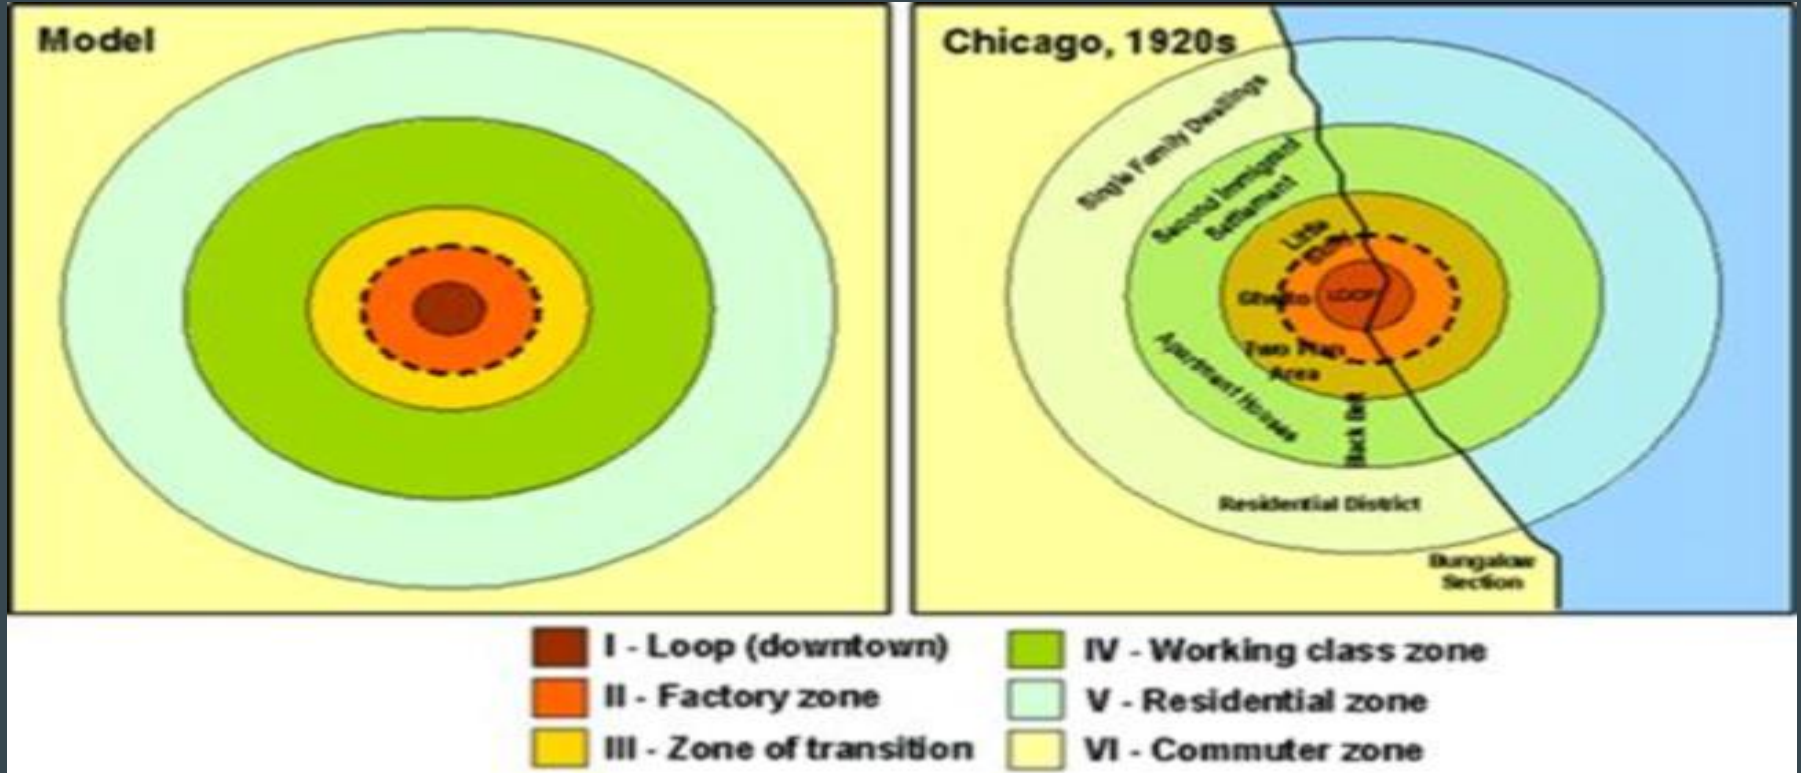 Model
Chicago, 1920s
Single Family Dwellings
Second Immigrant
Settlement
Little
Ghetto
LOOP
Two Flat
Area
Apartment Houses
Black Belt
Residential District
Bungalow
Section
I - Loop (downtown)
II - Factory zone
III - Zone of transition
IV - Working class zone
V - Residential zone
VI - Commuter zone